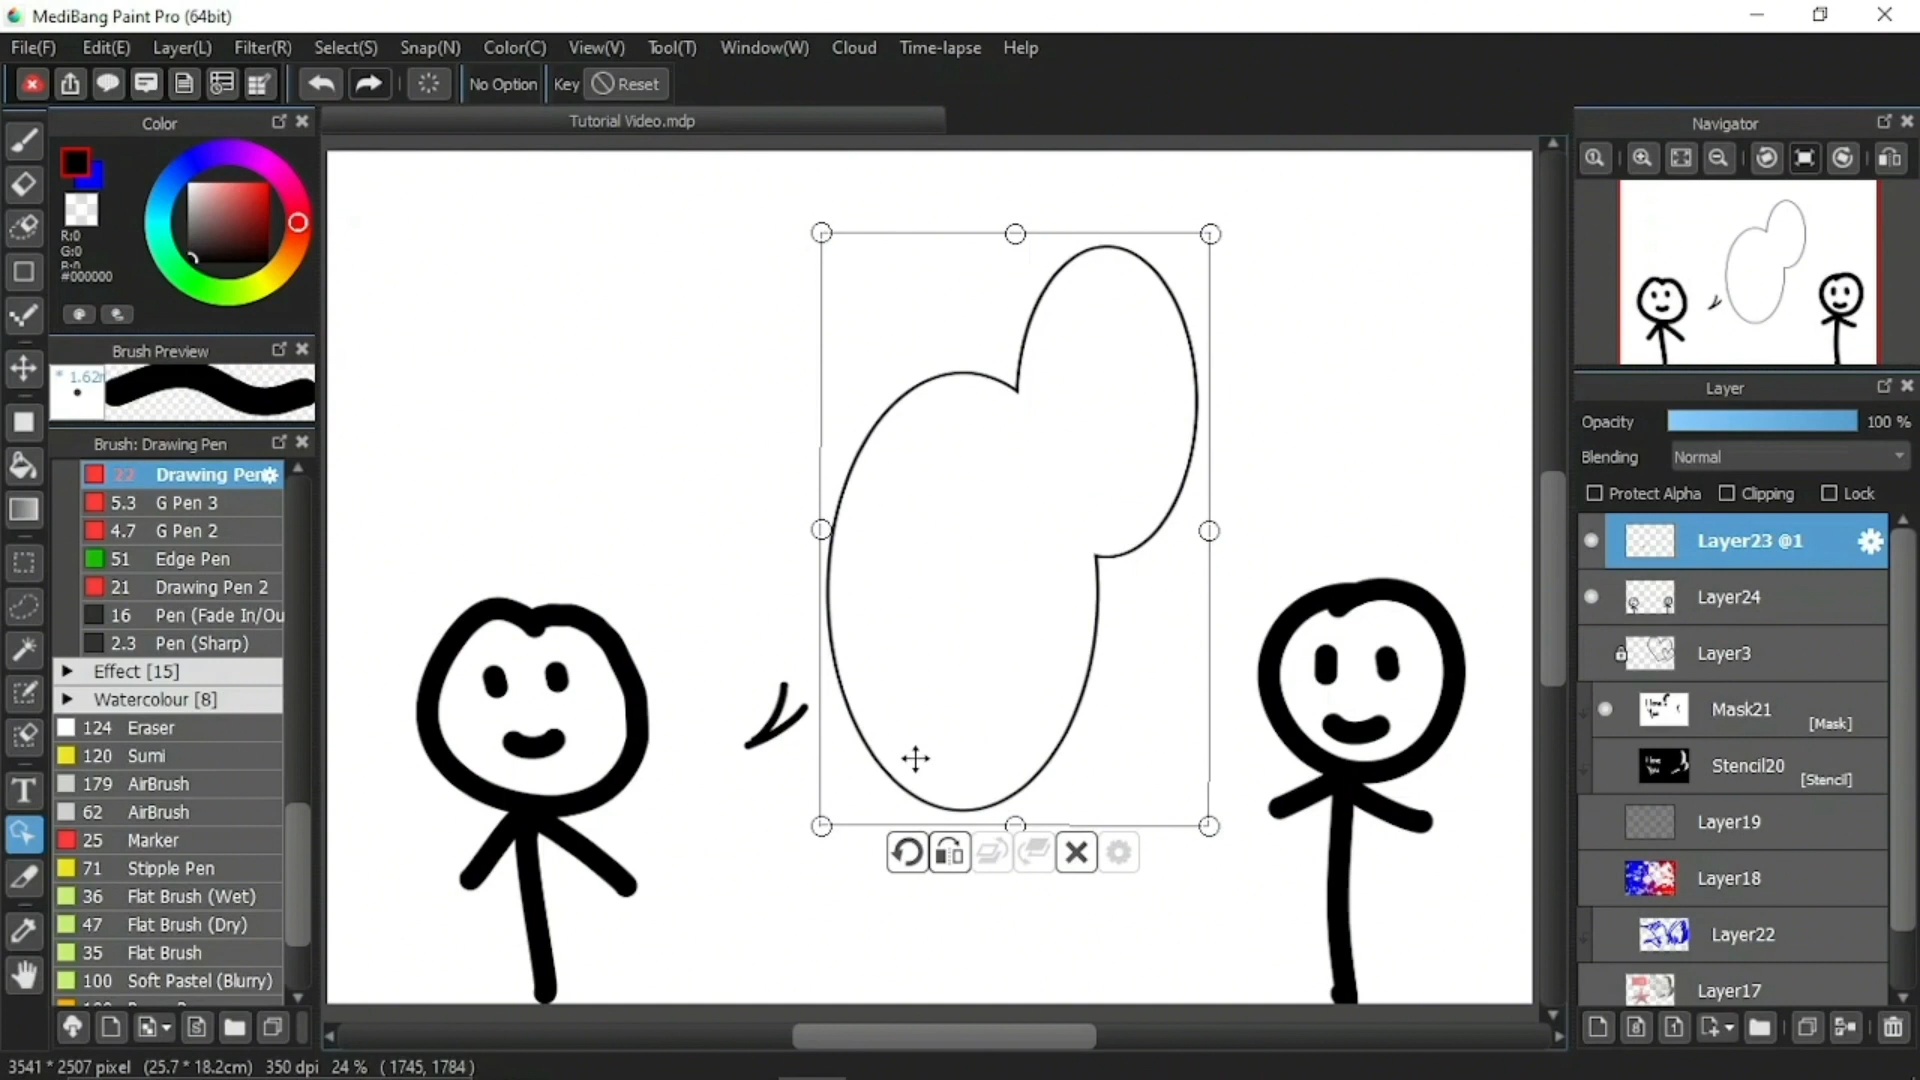 MediBang Paint Pro (64bit)
File(F) Edit(E) Layer(L) Filter(R) Select(S) Snap(N) Color(C) View(V) Tool(T) Window(W) Cloud Time-lapse Help
No Option Key Reset
Tutorial Video.mdp
Color
R:0
G:0
B:0
#000000
Brush Preview
* 1.62m
Brush: Drawing Pen
22 Drawing Pen
5.3 G Pen 3
4.7 G Pen 2
51 Edge Pen
21 Drawing Pen 2
16 Pen (Fade In/Ou
2.3 Pen (Sharp)
Effect [15]
Watercolour [8]
124 Eraser
120 Sumi
179 AirBrush
62 AirBrush
25 Marker
71 Stipple Pen
36 Flat Brush (Wet)
47 Flat Brush (Dry)
35 Flat Brush
100 Soft Pastel (Blurry)
Navigator
Layer
Opacity 100 %
Blending Normal
Protect Alpha Clipping Lock
Layer23 @1
Layer24
Layer3
Mask21 [Mask]
Stencil20 [Stencil]
Layer19
Layer18
Layer22
Layer17
3541 * 2507 pixel (25.7 * 18.2cm) 350 dpi 24 % ( 1745, 1784 )